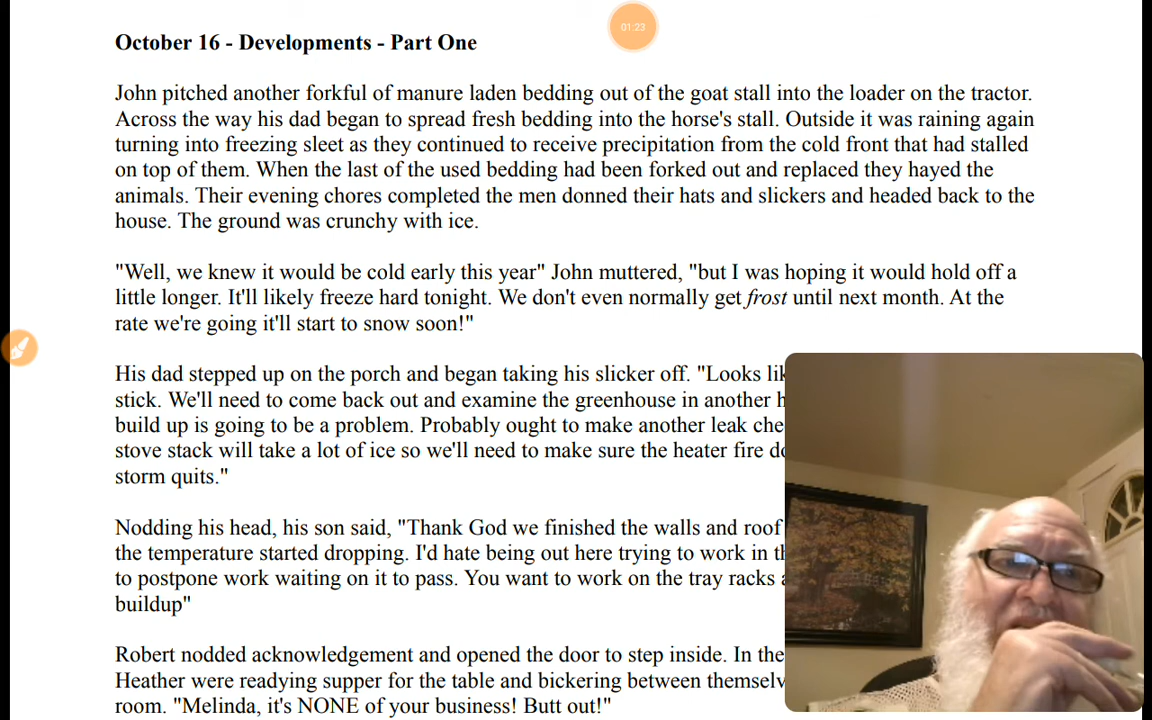 01:23
October 16 - Developments - Part One
John pitched another forkful of manure laden bedding out of the goat stall into the loader on the tractor.
Across the way his dad began to spread fresh bedding into the horse's stall. Outside it was raining again
turning into freezing sleet as they continued to receive precipitation from the cold front that had stalled
on top of them. When the last of the used bedding had been forked out and replaced they hayed the
animals. Their evening chores completed the men donned their hats and slickers and headed back to the
house. The ground was crunchy with ice.
"Well, we knew it would be cold early this year" John muttered, "but I was hoping it would hold off a
little longer. It'll likely freeze hard tonight. We don't even normally get frost until next month. At the
rate we're going it'll start to snow soon!"
His dad stepped up on the porch and began taking his slicker off. "Looks
stick. We'll need to come back out and examine the greenhouse in another
build up is going to be a problem. Probably ought to make another leak
stove stack will take a lot of ice so we'll need to make sure the heater fire
storm quits."
Nodding his head, his son said, "Thank God we finished the walls and roof
the temperature started dropping. I'd hate being out here trying to work in
to postpone work waiting on it to pass. You want to work on the tray racks
buildup"
Robert nodded acknowledgement and opened the door to step inside. In the
Heather were readying supper for the table and bickering between
room. "Melinda, it's NONE of your business! Butt out!"